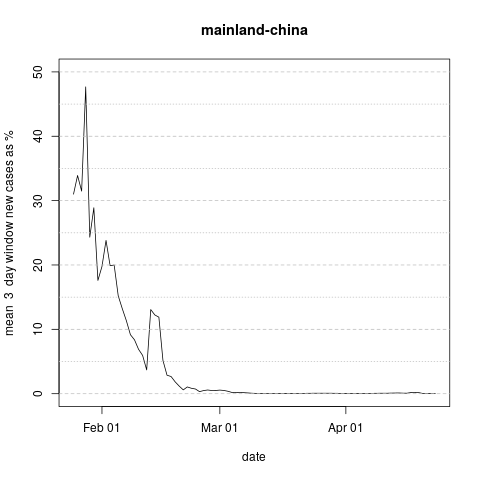 mainland-china
mean 3 day window new cases as %
50
40
30
20
10
0
Feb 01
Mar 01
Apr 01
date